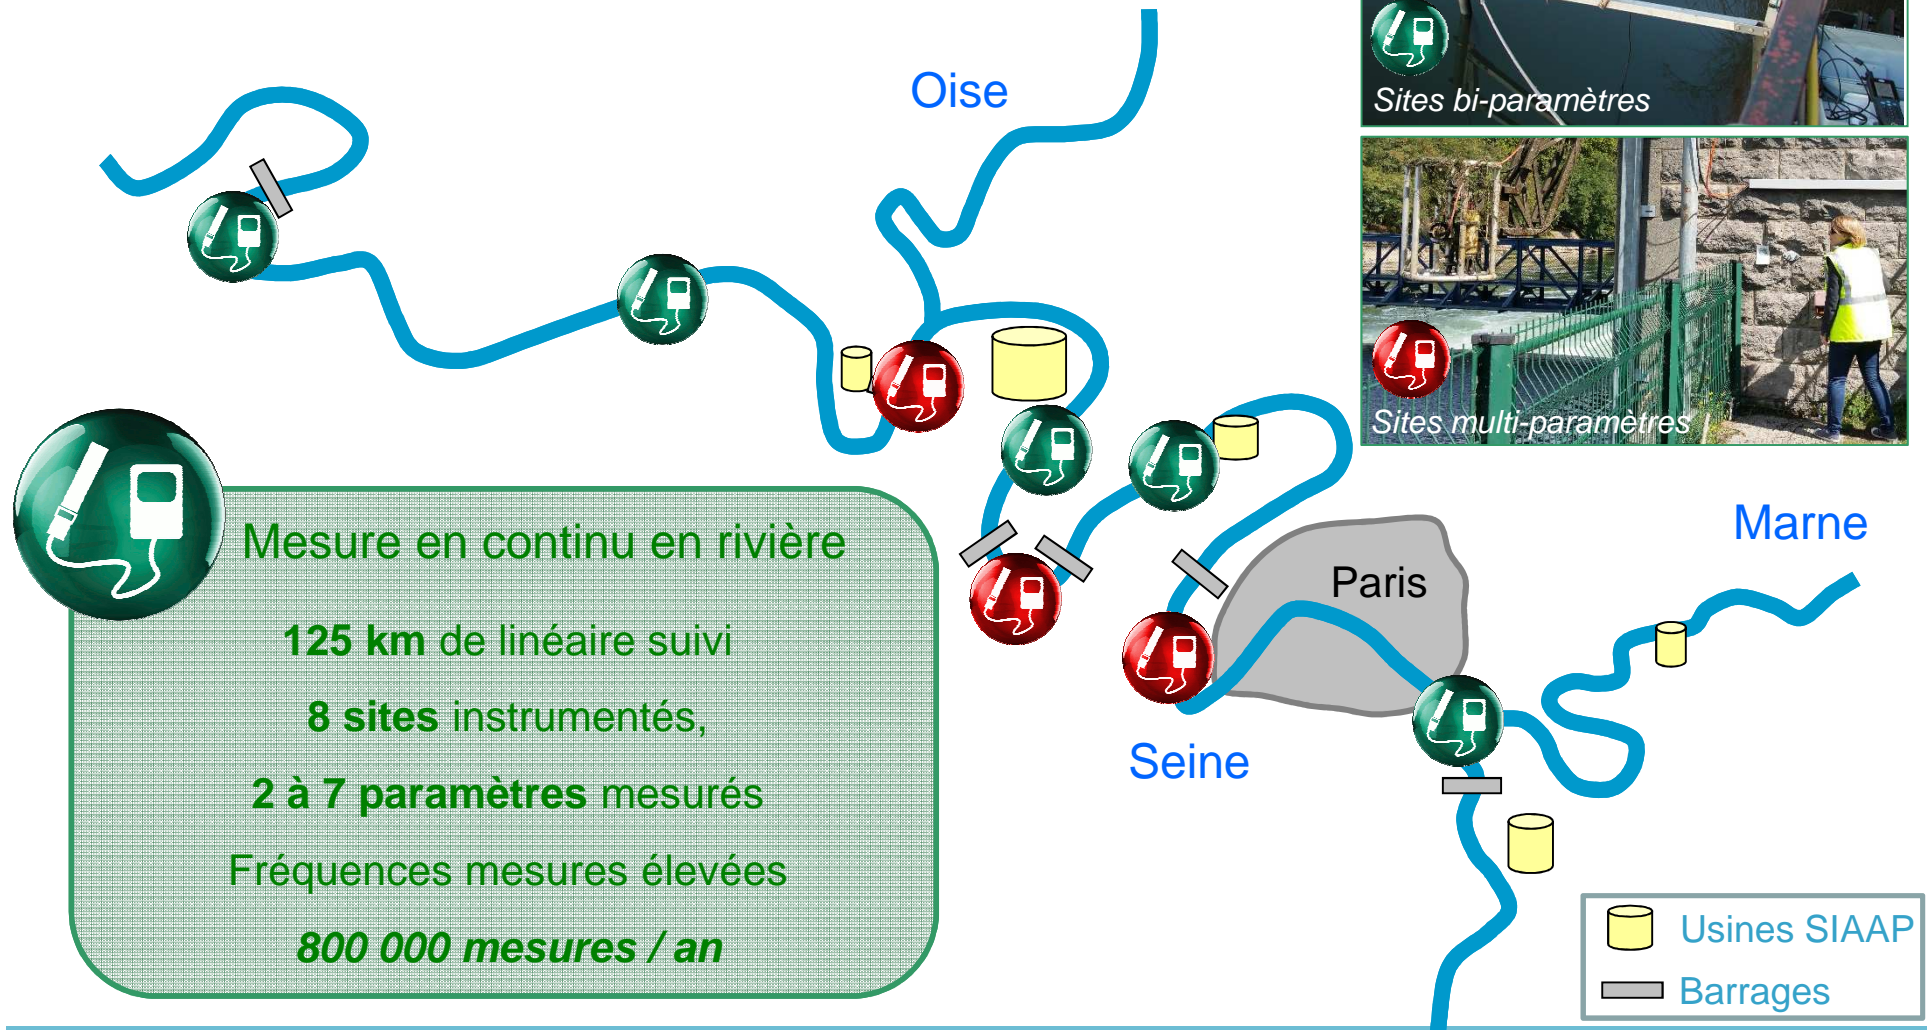 Oise
Sites bi-paramètres
Sites multi-paramètres
Marne
Paris
Seine
Mesure en continu en rivière
125 km de linéaire suivi
8 sites instrumentés,
2 à 7 paramètres mesurés
Fréquences mesures élevées
800 000 mesures / an
Usines SIAAP
Barrages